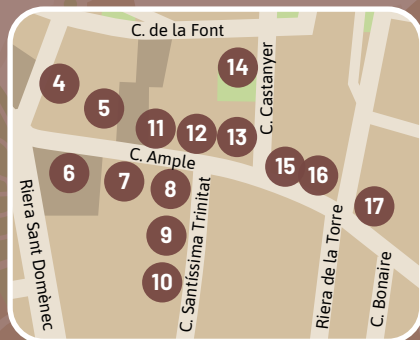 C. de la Font
14
C. Castanyer
4
5
11
12
13
C. Ample
6
7
8
15
16
17
9
10
Riera Sant Domènec
C. Santíssima Trinitat
Riera de la Torre
C. Bonaire